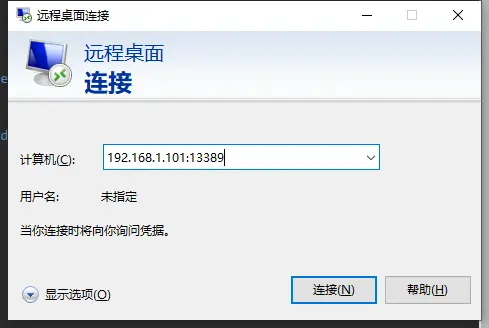 远程桌面连接
远程桌面
连接
计算机(C):
192.168.1.101:13389
用户名:
未指定
当你连接时将向你询问凭据。
显示选项(O)
连接(N)
帮助(H)